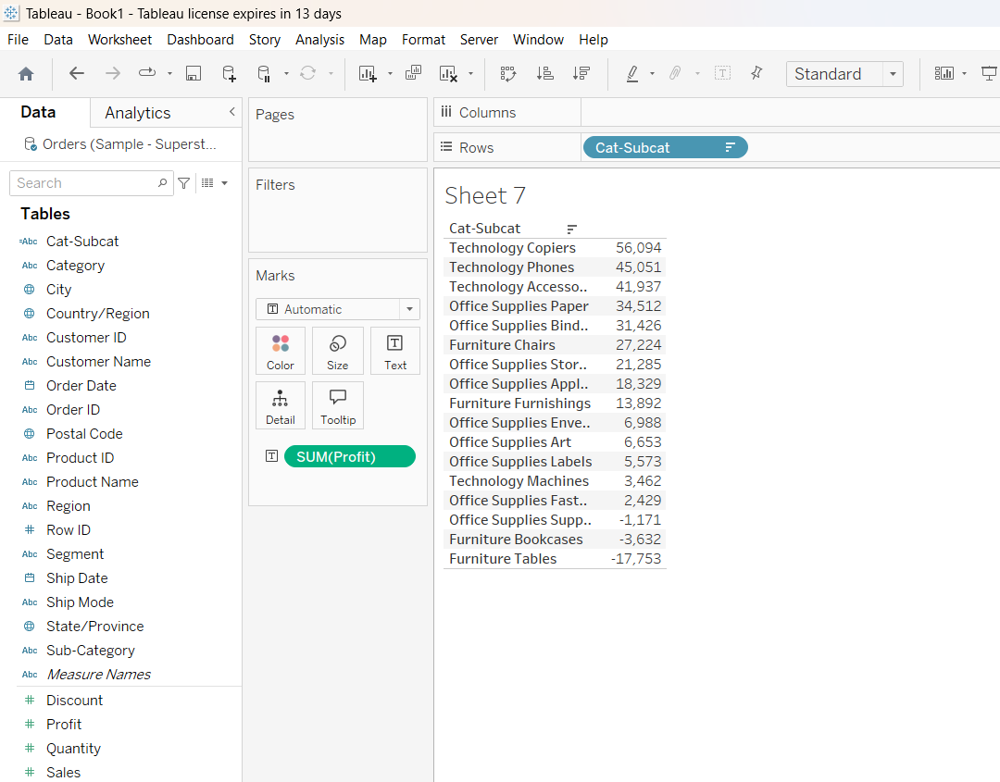 Tableau - Book1 - Tableau license expires in 13 days
File Data Worksheet Dashboard Story Analysis Map Format Server Window Help
Standard
Data Analytics
Orders (Sample - Superst...
Search
Tables
=Abc Cat-Subcat
Abc Category
City
Country/Region
Abc Customer ID
Abc Customer Name
Order Date
Abc Order ID
Postal Code
Abc Product ID
Abc Product Name
Abc Region
# Row ID
Abc Segment
Ship Date
Abc Ship Mode
State/Province
Abc Sub-Category
Abc Measure Names
# Discount
# Profit
# Quantity
# Sales
Pages
Filters
Marks
T Automatic
Color Size T Text
Detail Tooltip
T SUM(Profit)
Columns
Rows Cat-Subcat
Sheet 7
Cat-Subcat
Technology Copiers 56,094
Technology Phones 45,051
Technology Accesso.. 41,937
Office Supplies Paper 34,512
Office Supplies Bind.. 31,426
Furniture Chairs 27,224
Office Supplies Stor.. 21,285
Office Supplies Appl.. 18,329
Furniture Furnishings 13,892
Office Supplies Enve.. 6,988
Office Supplies Art 6,653
Office Supplies Labels 5,573
Technology Machines 3,462
Office Supplies Fast.. 2,429
Office Supplies Supp.. -1,171
Furniture Bookcases -3,632
Furniture Tables -17,753